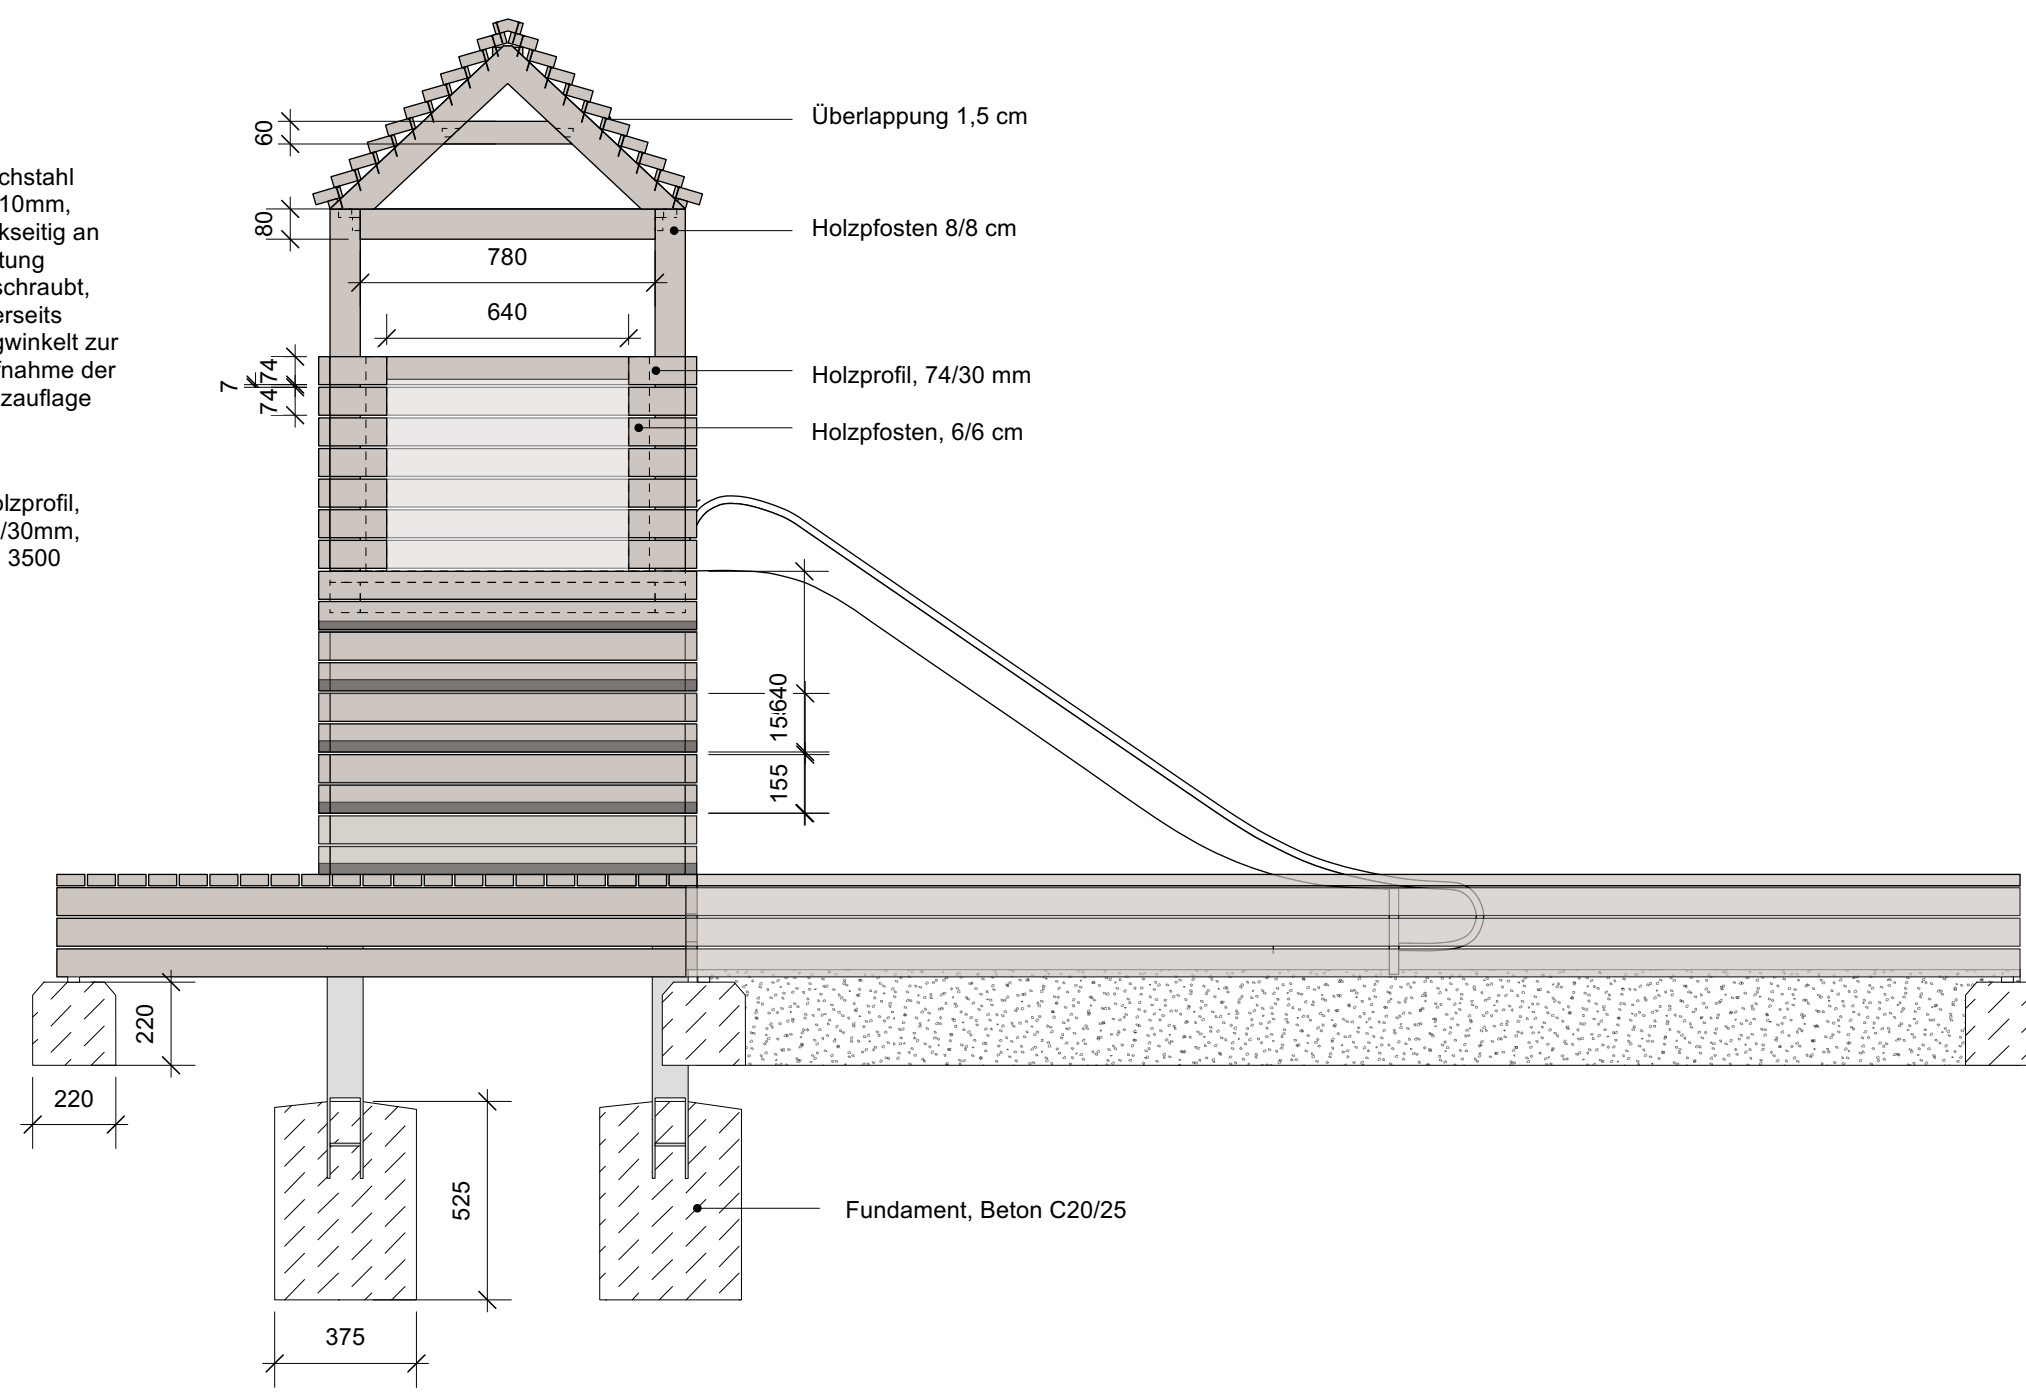 Überlappung 1,5 cm
60
chstahl
10mm,
kseitig an
tung
schraubt,
erseits
gwinkelt zur
fnahme der
zauflage
80
Holzpfosten 8/8 cm
780
640
74
7
74
Holzprofil, 74/30 mm
Holzpfosten, 6/6 cm
olzprofil,
/30mm,
3500
640
155
220
220
525
Fundament, Beton C20/25
375